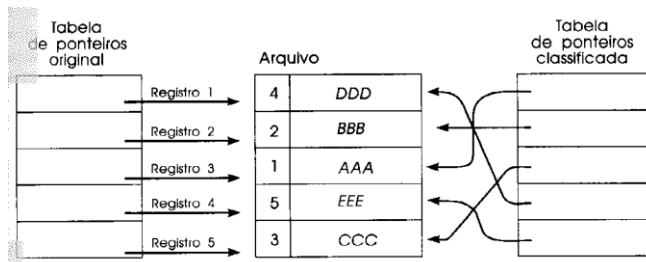 Tabela
de ponteiros
original
Arquivo
Tabela
de ponteiros
classificada
Registro 1
4 DDD
Registro 2
2 BBB
Registro 3
1 AAA
Registro 4
5 EEE
Registro 5
3 CCC